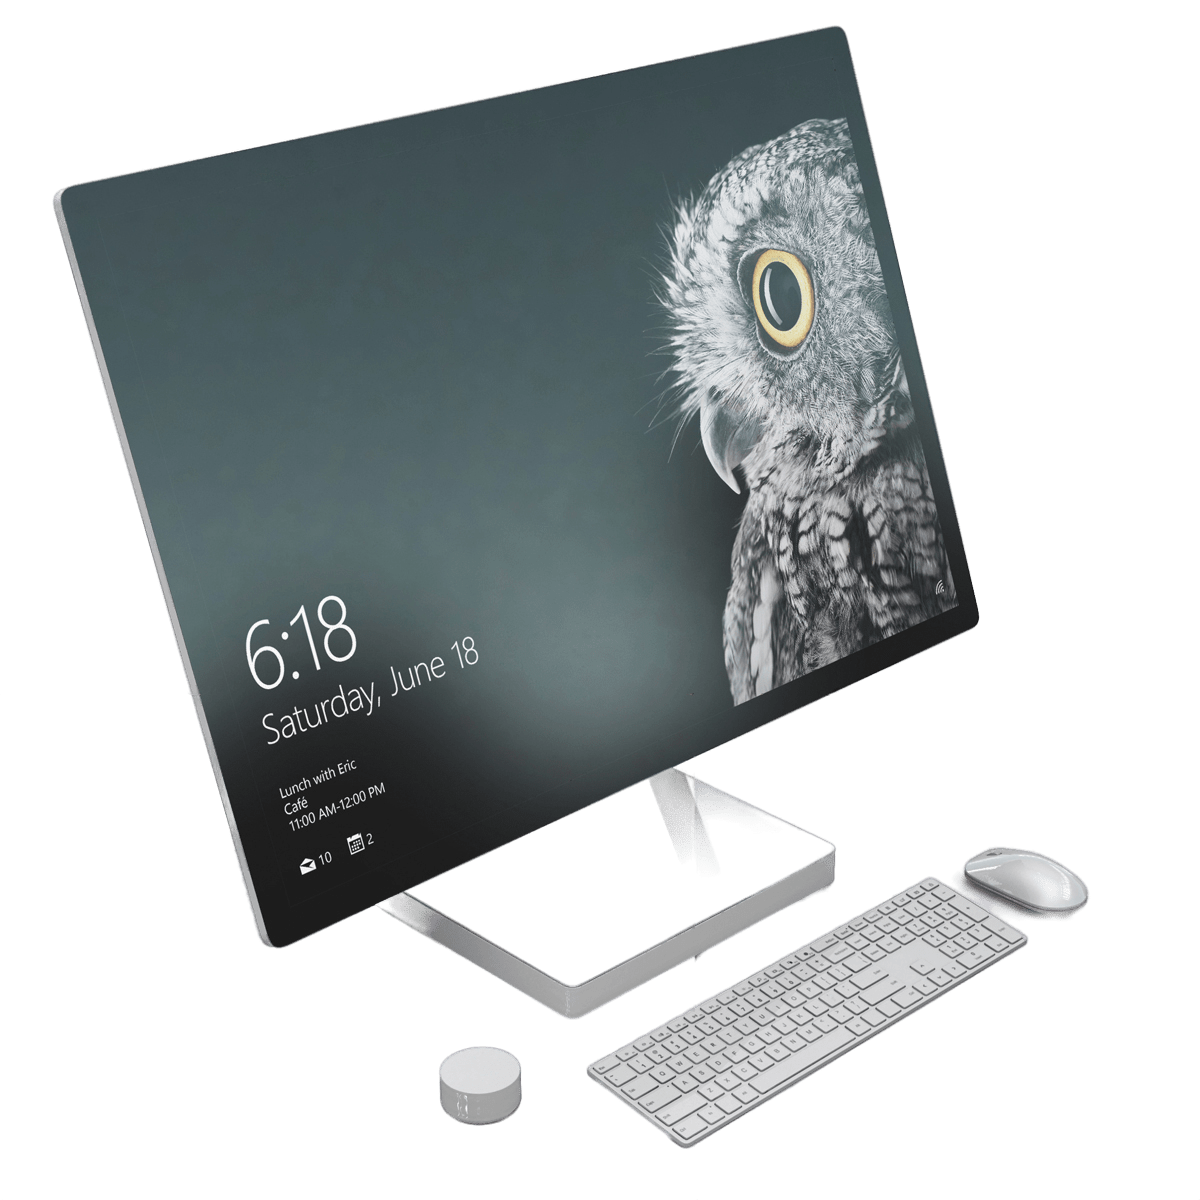 6:18
Saturday, June 18
Lunch with Eric
Café
11:00 AM-12:00 PM
10 2